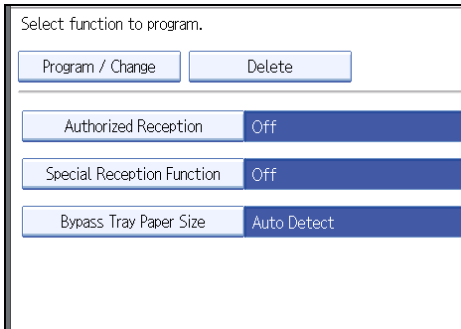 Select function to program.
Program / Change Delete
Authorized Reception Off
Special Reception Function Off
Bypass Tray Paper Size Auto Detect